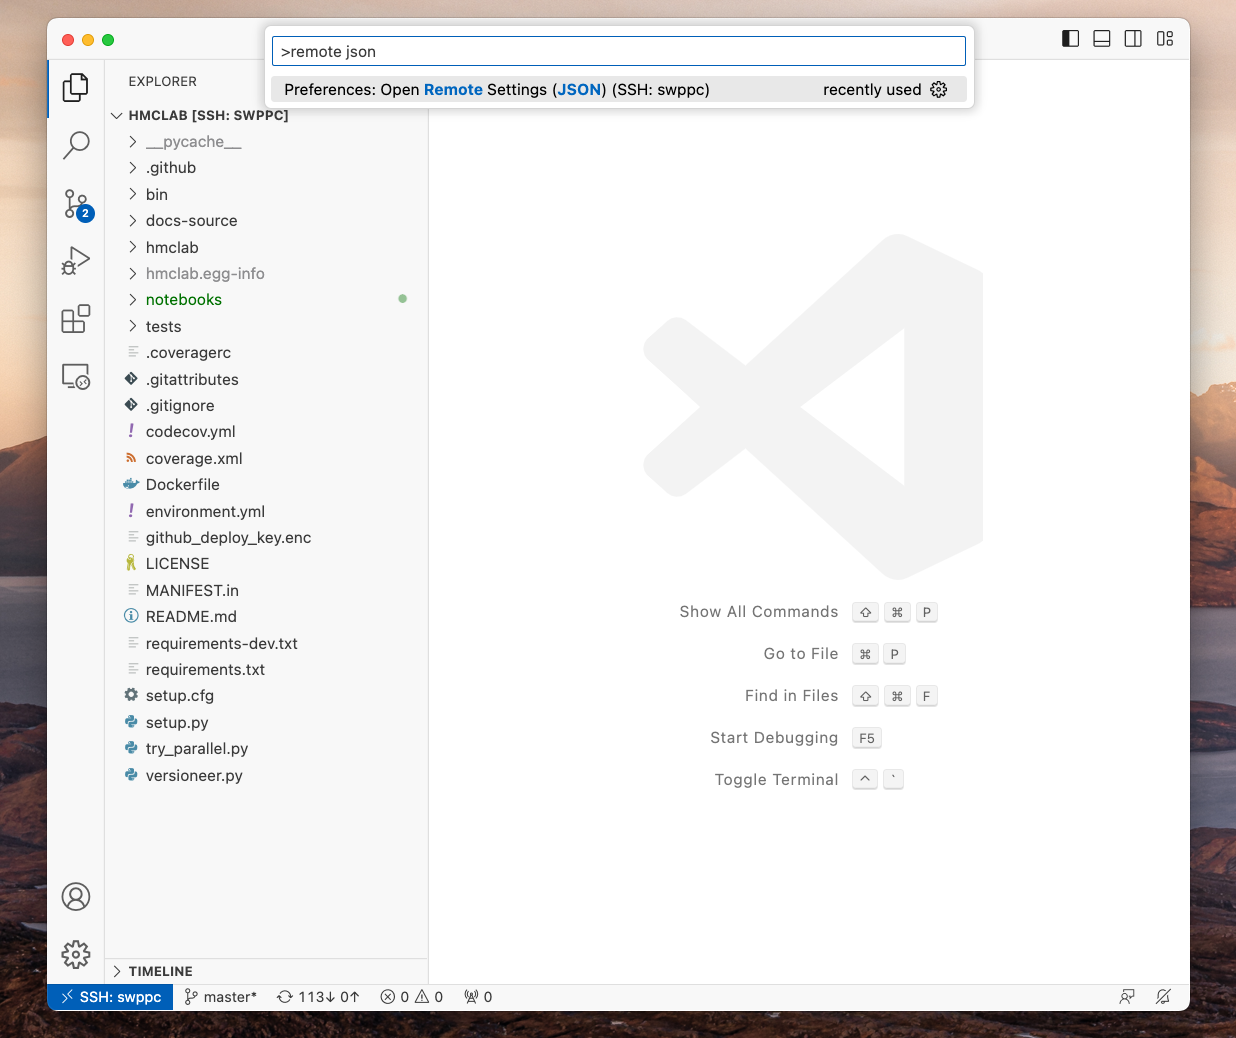 >remote json
Preferences: Open Remote Settings (JSON) (SSH: swppc) recently used
EXPLORER
HMCLAB [SSH: SWPPC]
__pycache__
.github
bin
docs-source
hmclab
hmclab.egg-info
notebooks
tests
.coveragerc
.gitattributes
.gitignore
codecov.yml
coverage.xml
Dockerfile
environment.yml
github_deploy_key.enc
LICENSE
MANIFEST.in
README.md
requirements-dev.txt
requirements.txt
setup.cfg
setup.py
try_parallel.py
versioneer.py
TIMELINE
2
Show All Commands ⇧ ⌘ P
Go to File ⌘ P
Find in Files ⇧ ⌘ F
Start Debugging F5
Toggle Terminal ^ `
SSH: swppc master* 113↓ 0↑ 0 0 0